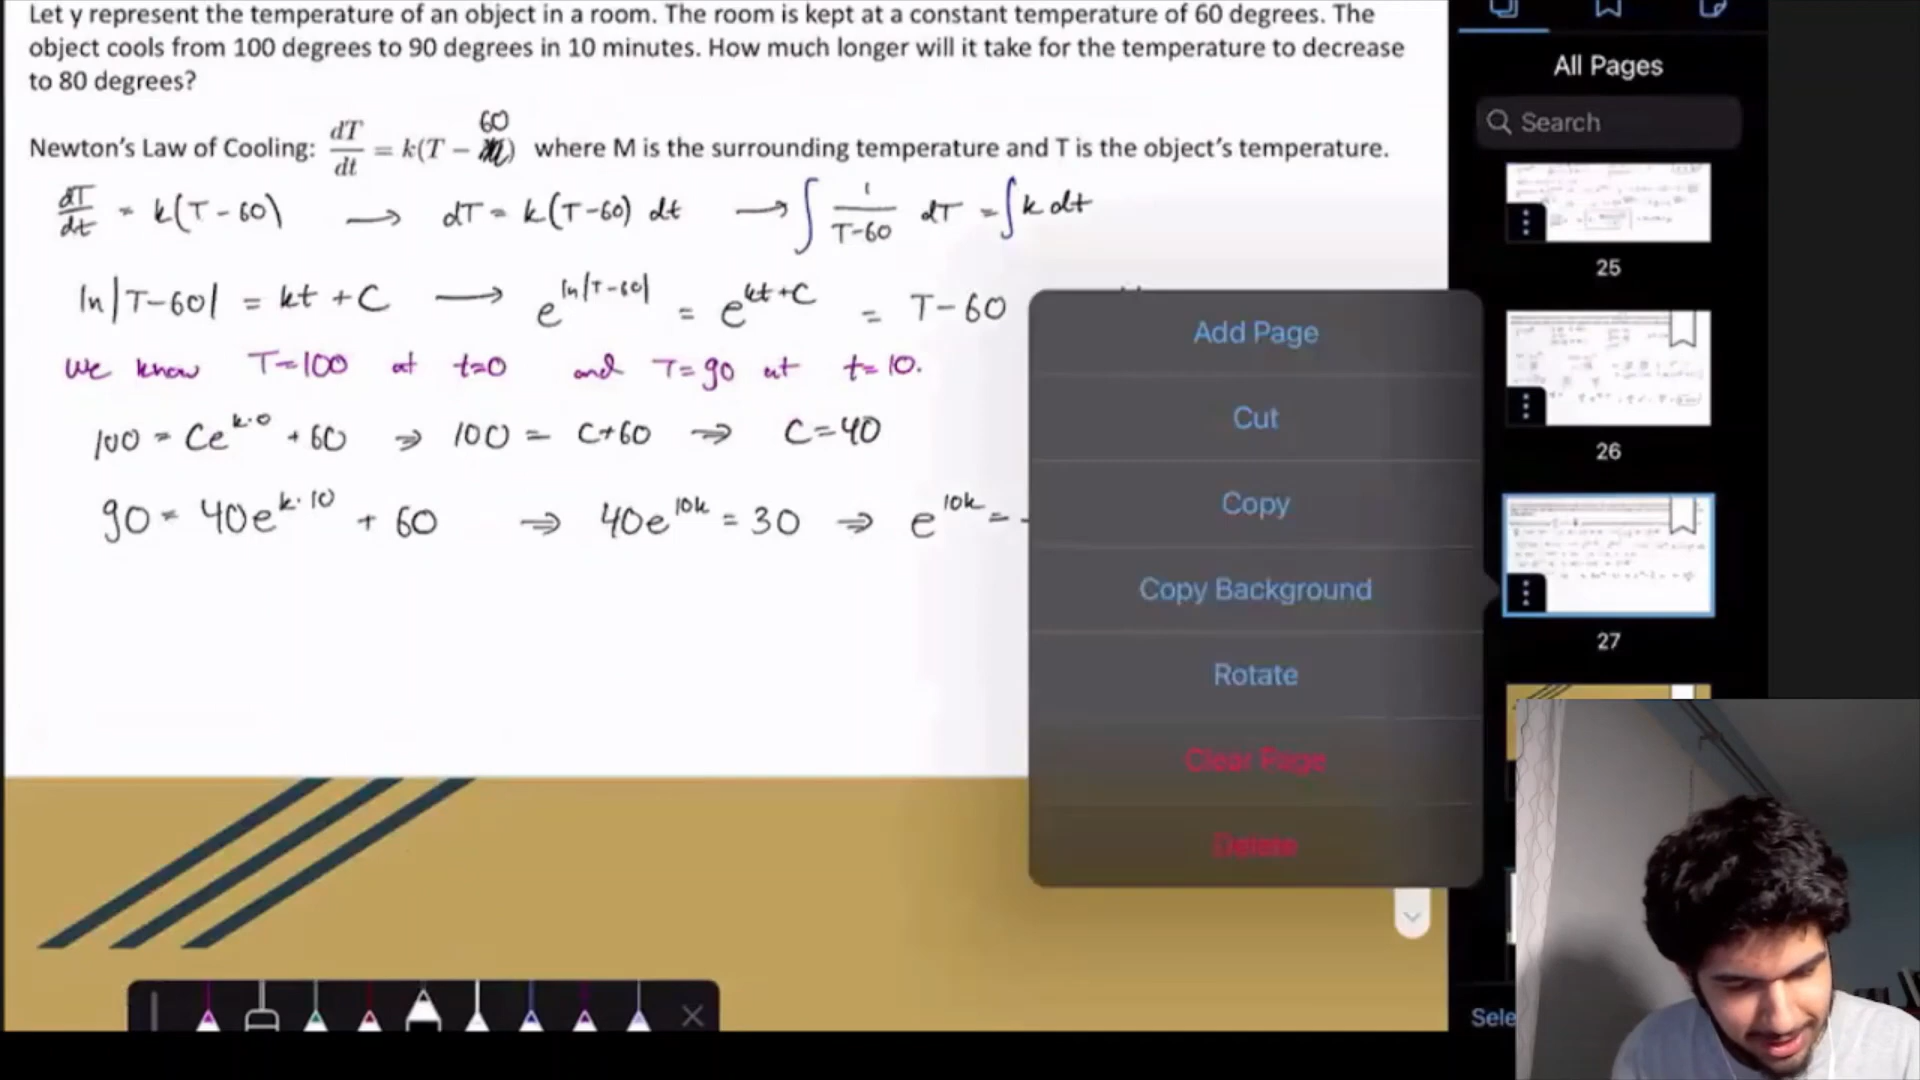 Let y represent the temperature of an object in a room. The room is kept at a constant temperature of 60 degrees. The
object cools from 100 degrees to 90 degrees in 10 minutes. How much longer will it take for the temperature to decrease
to 80 degrees?
60
Newton's Law of Cooling: dT/dt = k(T − M) where M is the surrounding temperature and T is the object's temperature.
dT/dt = k(T-60) → dT = k(T-60) dt → ∫ 1/(T-60) dT = ∫ k dt
ln|T-60| = kt + C → e^{ln|T-60|} = e^{kt+C} = T-60
We know T=100 at t=0 and T=90 at t=10.
100 = Ce^{k·0} + 60 ⇒ 100 = C+60 ⇒ C=40
90 = 40e^{k·10} + 60 ⇒ 40e^{10k} = 30 ⇒ e^{10k} =
Add Page
Cut
Copy
Copy Background
Rotate
Clear Page
Delete
All Pages
Search
25
26
27
Sele